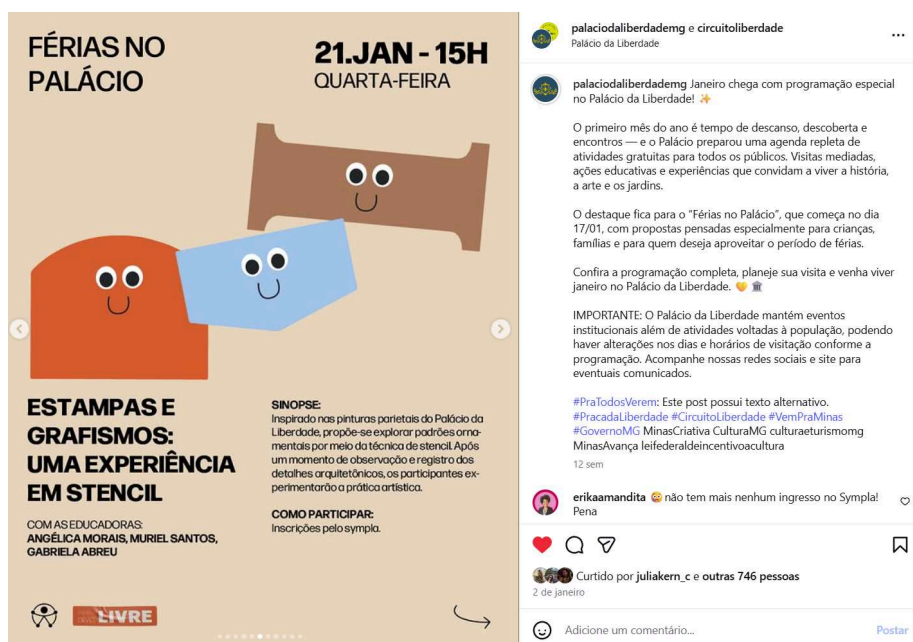 FÉRIAS NO
PALÁCIO
21.JAN - 15H
QUARTA-FEIRA
ESTAMPAS E
GRAFISMOS:
UMA EXPERIÊNCIA
EM STENCIL
COM AS EDUCADORAS:
ANGÉLICA MORAIS, MURIEL SANTOS,
GABRIELA ABREU
SINOPSE:
Inspirado nas pinturas parietais do Palácio da
Liberdade, propõe-se explorar padrões orna-
mentais por meio da técnica de stencil. Após
um momento de observação e registro dos
detalhes arquitetônicos, os participantes ex-
perimentarão a prática artística.
COMO PARTICIPAR:
Inscrições pelo sympla.
LIVRE
palaciodaliberdademg e circuitoliberdade
Palácio da Liberdade
palaciodaliberdademg Janeiro chega com programação especial
no Palácio da Liberdade! ✨
O primeiro mês do ano é tempo de descanso, descoberta e
encontros — e o Palácio preparou uma agenda repleta de
atividades gratuitas para todos os públicos. Visitas mediadas,
ações educativas e experiências que convidam a viver a história,
a arte e os jardins.
O destaque fica para o "Férias no Palácio", que começa no dia
17/01, com propostas pensadas especialmente para crianças,
famílias e para quem deseja aproveitar o período de férias.
Confira a programação completa, planeje sua visita e venha viver
janeiro no Palácio da Liberdade. 💛 🏛️
IMPORTANTE: O Palácio da Liberdade mantém eventos
institucionais além de atividades voltadas à população, podendo
haver alterações nos dias e horários de visitação conforme a
programação. Acompanhe nossas redes sociais e site para
eventuais comunicados.
#PraTodosVerem: Este post possui texto alternativo.
#PracadaLiberdade #CircuitoLiberdade #VemPraMinas
#GovernoMG MinasCriativa CulturaMG culturaeturismomg
MinasAvança leifederaldeincentivoacultura
12 sem
erikaamandita 😳 não tem mais nenhum ingresso no Sympla!
Pena
Curtido por juliakern_c e outras 746 pessoas
2 de janeiro
Adicione um comentário...
Postar